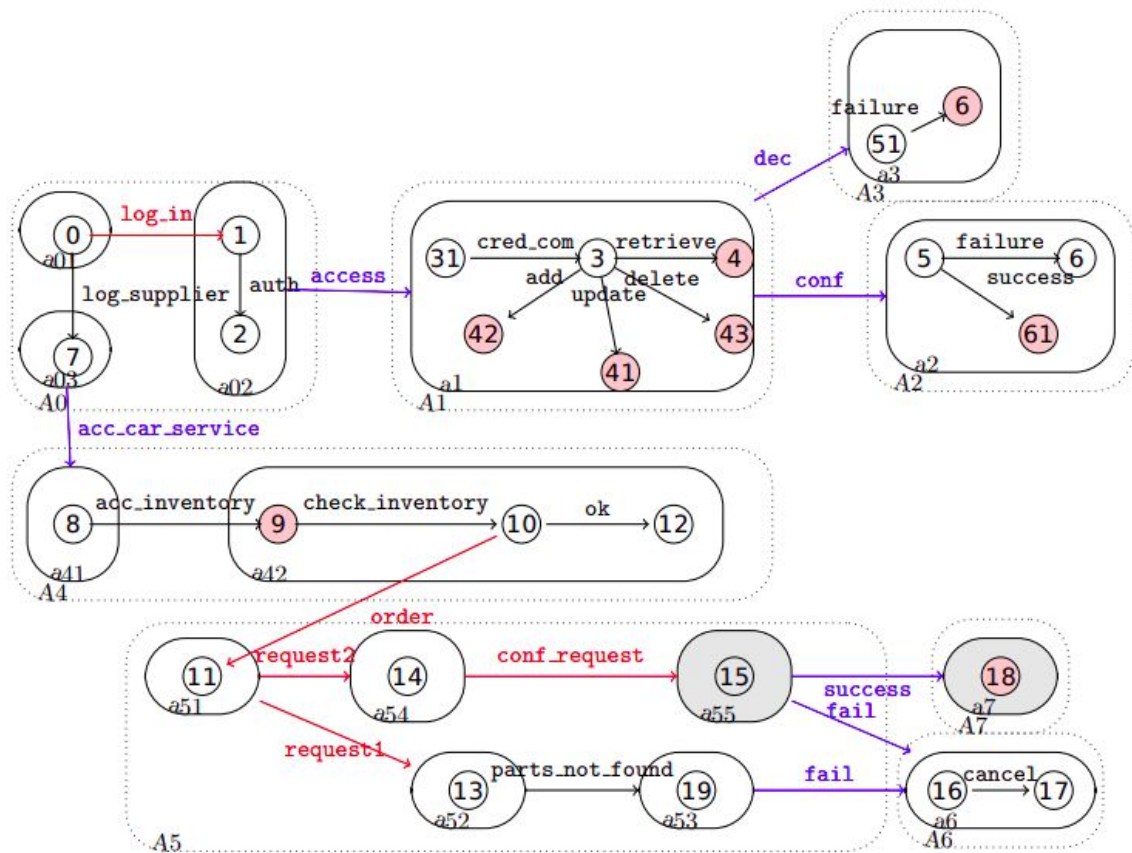 failure
6
51
a3
A3
dec
log_in
0
1
a01
log_supplier
auth
7
2
a03
a02
A0
access
cred_com
retrieve
31
3
4
add
delete
update
42
43
41
a1
A1
conf
failure
5
6
success
61
a2
A2
acc_car_service
acc_inventory
check_inventory
ok
8
9
10
12
a41
a42
A4
order
request2
conf_request
11
14
15
18
success
fail
a51
a54
a55
a7
A7
request1
parts_not_found
fail
cancel
13
19
16
17
a52
a53
a6
A6
A5